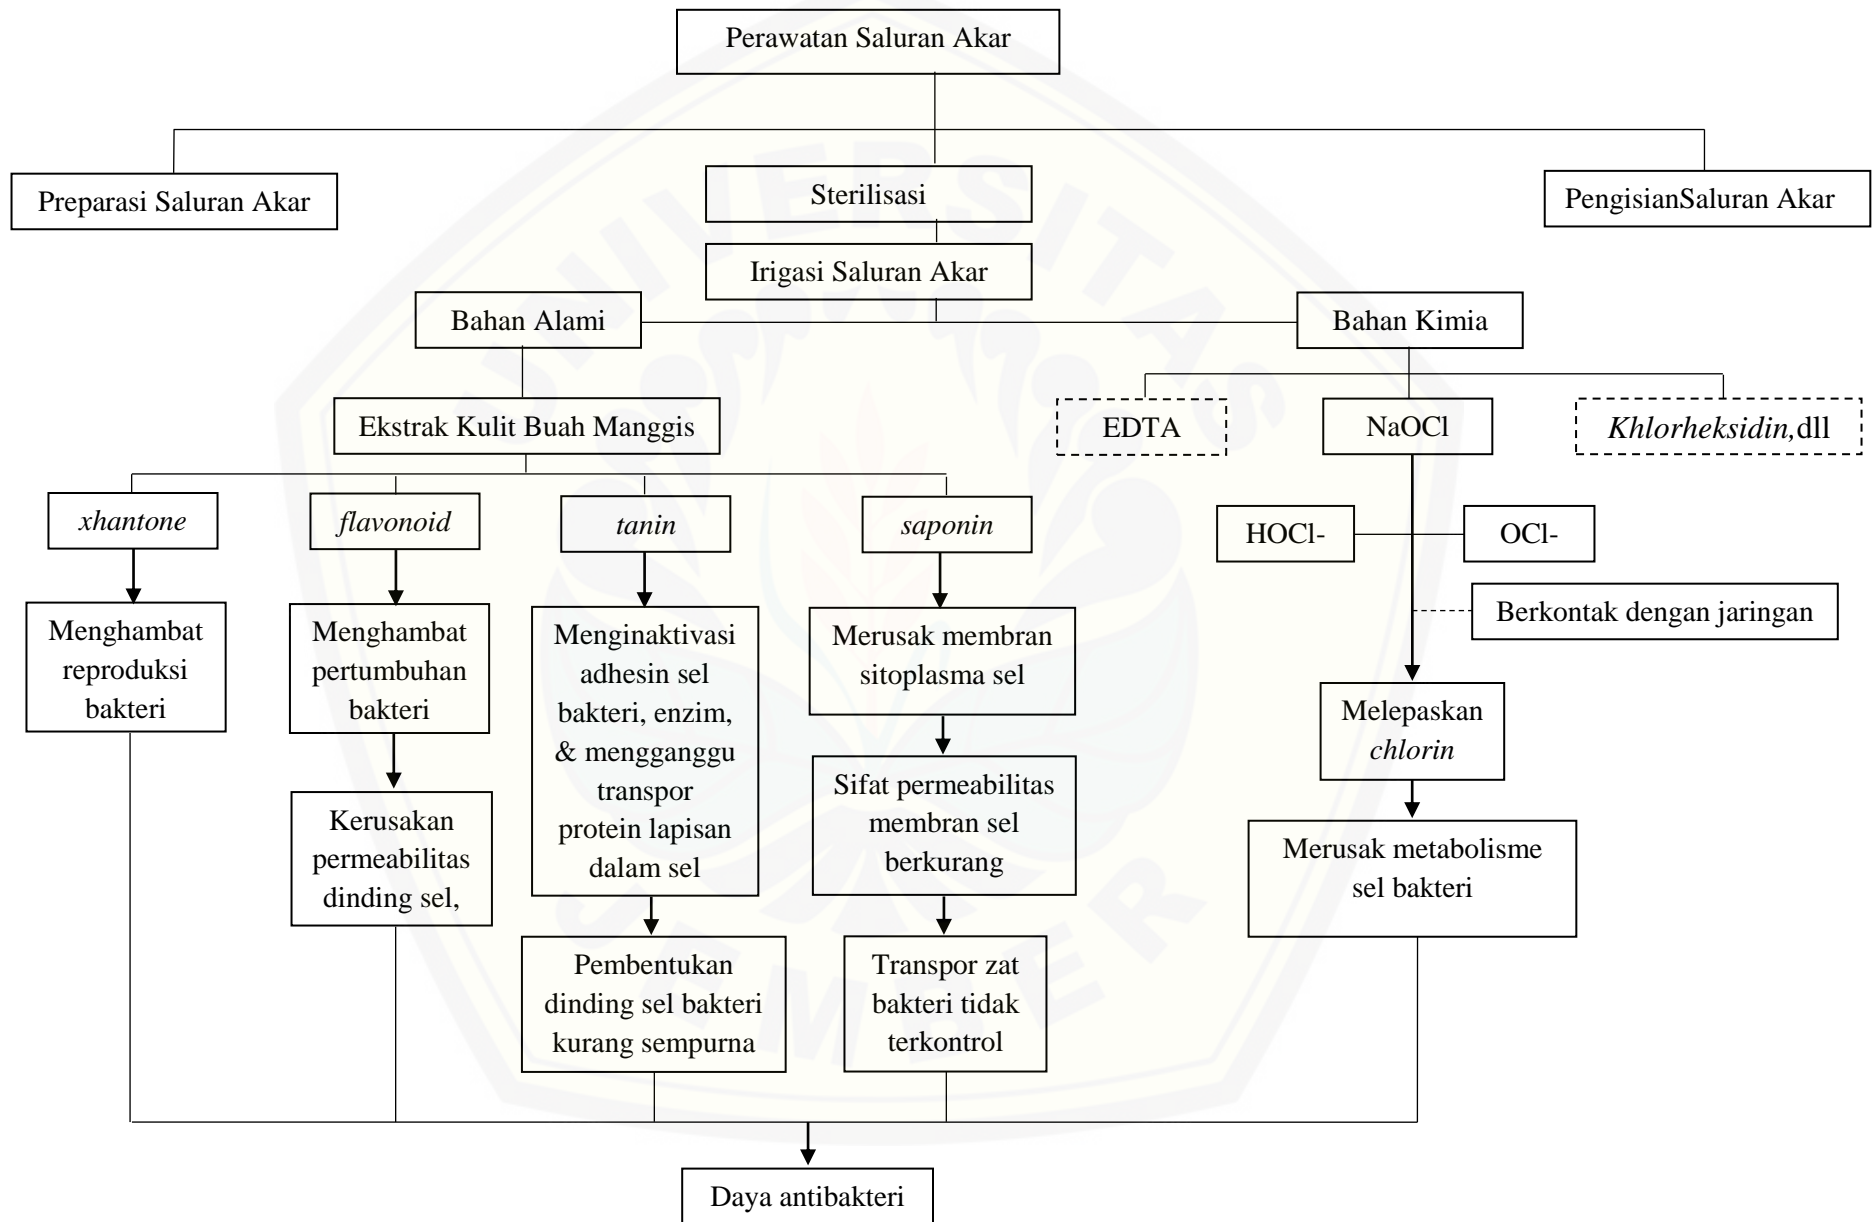 Perawatan Saluran Akar
Preparasi Saluran Akar
Sterilisasi
PengisianSaluran Akar
Irigasi Saluran Akar
Bahan Alami
Bahan Kimia
Ekstrak Kulit Buah Manggis
EDTA
NaOCl
Khlorheksidin,dll
xhantone
flavonoid
tanin
saponin
HOCl-
OCl-
Berkontak dengan jaringan
Menghambat
reproduksi
bakteri
Menghambat
pertumbuhan
bakteri
Kerusakan
permeabilitas
dinding sel,
Menginaktivasi
adhesin sel
bakteri, enzim,
& mengganggu
transpor
protein lapisan
dalam sel
Pembentukan
dinding sel bakteri
kurang sempurna
Merusak membran
sitoplasma sel
Sifat permeabilitas
membran sel
berkurang
Transpor zat
bakteri tidak
terkontrol
Melepaskan
chlorin
Merusak metabolisme
sel bakteri
Daya antibakteri
UNIVERSITAS
JEMBER